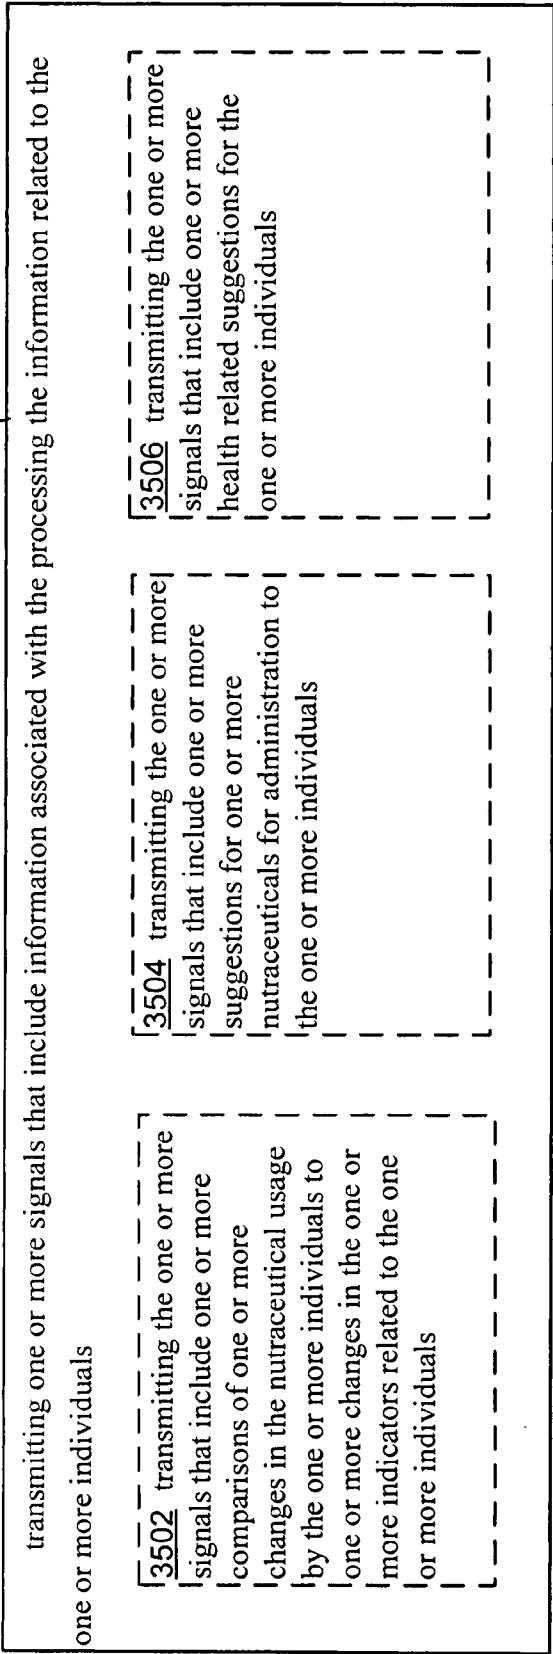 transmitting one or more signals that include information associated with the processing the information related to the
one or more individuals
3502 transmitting the one or more
signals that include one or more
comparisons of one or more
changes in the nutraceutical usage
by the one or more individuals to
one or more changes in the one or
more indicators related to the one
or more individuals
3504 transmitting the one or more
signals that include one or more
suggestions for one or more
nutraceuticals for administration to
the one or more individuals
3506 transmitting the one or more
signals that include one or more
health related suggestions for the
one or more individuals